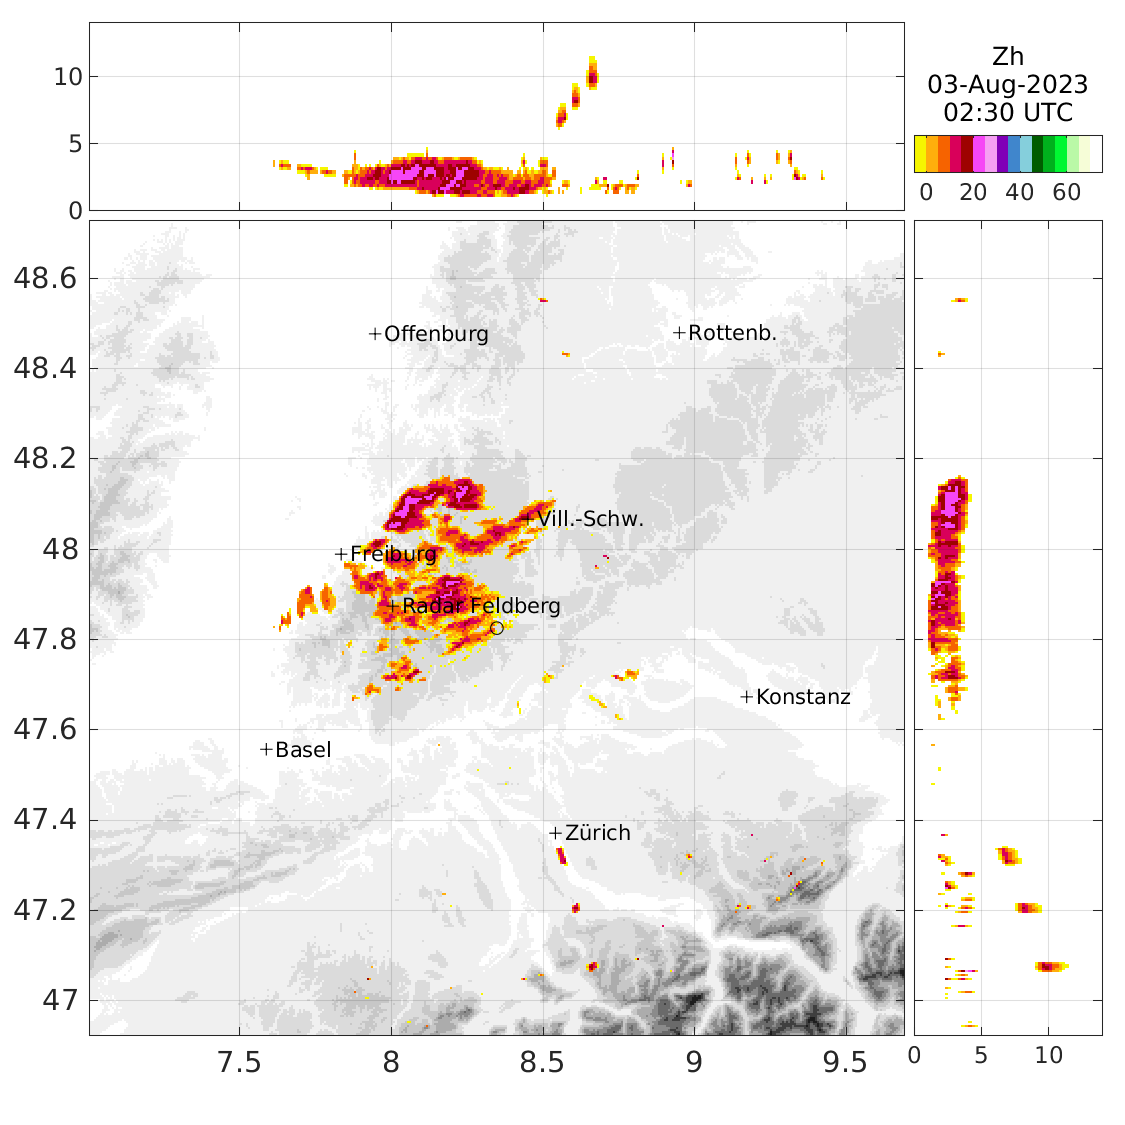 Zh
03-Aug-2023
02:30 UTC
0 20 40 60
10
5
0
48.6
48.4
48.2
48
47.8
47.6
47.4
47.2
47
Offenburg
Rottenb.
Vill.-Schw.
Freiburg
Radar Feldberg
Konstanz
Basel
Zürich
7.5 8 8.5 9 9.5
0 5 10